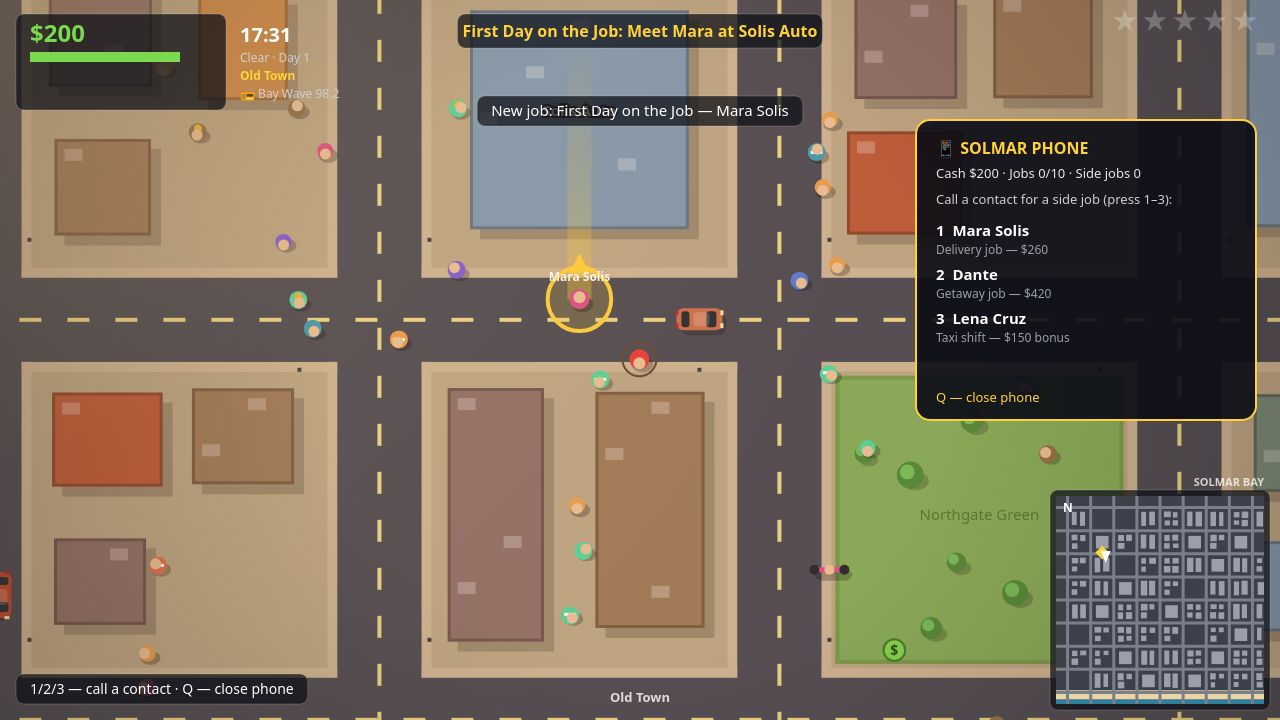 $200
17:31
Clear · Day 1
Old Town
Bay Wave 98.2
First Day on the Job: Meet Mara at Solis Auto
New job: First Day on the Job — Mara Solis
Mara Solis
SOLMAR PHONE
Cash $200 · Jobs 0/10 · Side jobs 0
Call a contact for a side job (press 1–3):
1 Mara Solis
Delivery job — $260
2 Dante
Getaway job — $420
3 Lena Cruz
Taxi shift — $150 bonus
Q — close phone
SOLMAR BAY
N
Northgate Green
$
1/2/3 — call a contact · Q — close phone
Old Town